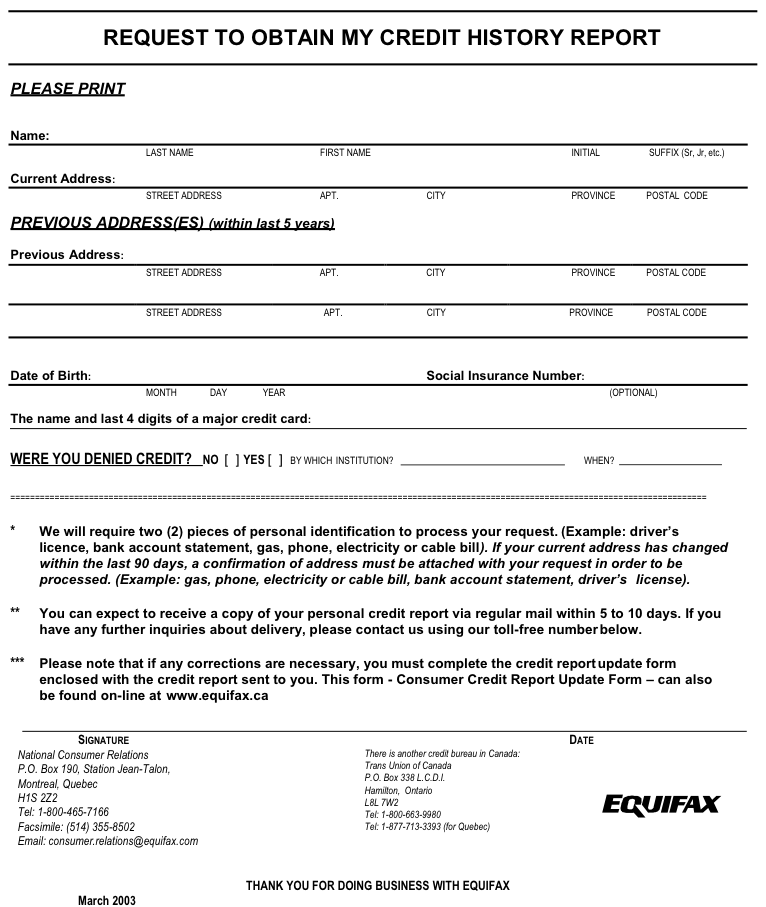 REQUEST TO OBTAIN MY CREDIT HISTORY REPORT
PLEASE PRINT
Name:
LAST NAME FIRST NAME INITIAL SUFFIX (Sr, Jr, etc.)
Current Address:
STREET ADDRESS APT. CITY PROVINCE POSTAL CODE
PREVIOUS ADDRESS(ES) (within last 5 years)
Previous Address:
STREET ADDRESS APT. CITY PROVINCE POSTAL CODE
STREET ADDRESS APT. CITY PROVINCE POSTAL CODE
Date of Birth: Social Insurance Number:
MONTH DAY YEAR (OPTIONAL)
The name and last 4 digits of a major credit card:
WERE YOU DENIED CREDIT? NO [ ] YES [ ] BY WHICH INSTITUTION? ____ WHEN? ____
* We will require two (2) pieces of personal identification to process your request. (Example: driver's
licence, bank account statement, gas, phone, electricity or cable bill). If your current address has changed
within the last 90 days, a confirmation of address must be attached with your request in order to be
processed. (Example: gas, phone, electricity or cable bill, bank account statement, driver's license).
** You can expect to receive a copy of your personal credit report via regular mail within 5 to 10 days. If you
have any further inquiries about delivery, please contact us using our toll-free number below.
*** Please note that if any corrections are necessary, you must complete the credit report update form
enclosed with the credit report sent to you. This form - Consumer Credit Report Update Form – can also
be found on-line at www.equifax.ca
SIGNATURE DATE
National Consumer Relations
P.O. Box 190, Station Jean-Talon,
Montreal, Quebec
H1S 2Z2
Tel: 1-800-465-7166
Facsimile: (514) 355-8502
Email: consumer.relations@equifax.com
There is another credit bureau in Canada:
Trans Union of Canada
P.O. Box 338 L.C.D.I.
Hamilton, Ontario
L8L 7W2
Tel: 1-800-663-9980
Tel: 1-877-713-3393 (for Quebec)
EQUIFAX
THANK YOU FOR DOING BUSINESS WITH EQUIFAX
March 2003